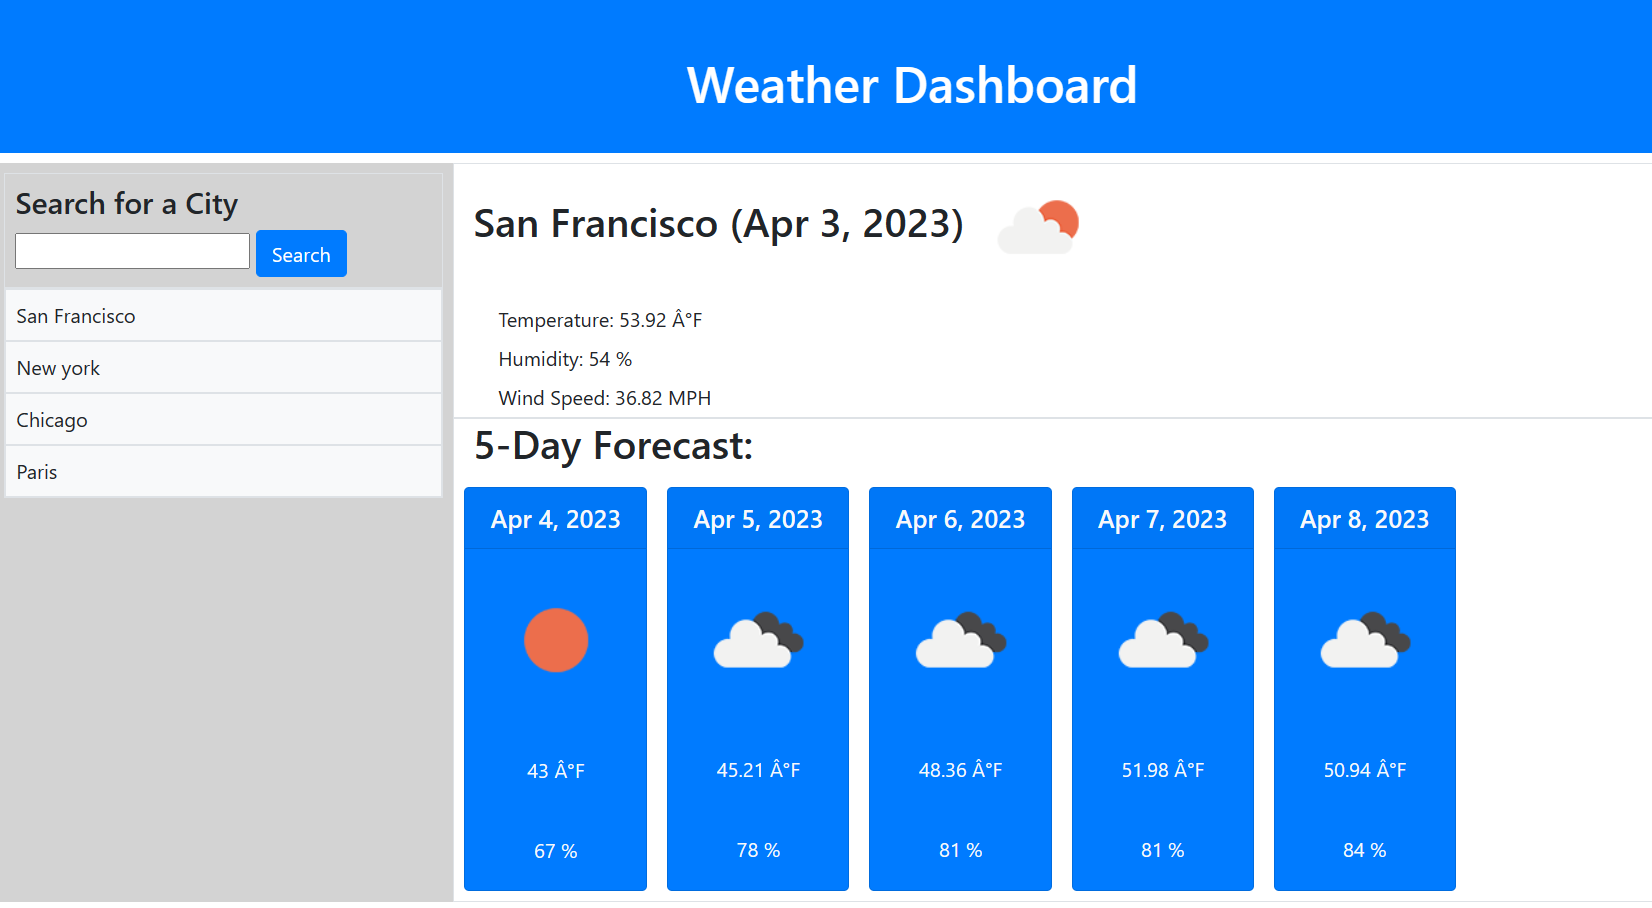 Weather Dashboard
Search for a City
Search
San Francisco
New york
Chicago
Paris
San Francisco (Apr 3, 2023)
Temperature: 53.92 Â°F
Humidity: 54 %
Wind Speed: 36.82 MPH
5-Day Forecast:
Apr 4, 2023
43 Â°F
67 %
Apr 5, 2023
45.21 Â°F
78 %
Apr 6, 2023
48.36 Â°F
81 %
Apr 7, 2023
51.98 Â°F
81 %
Apr 8, 2023
50.94 Â°F
84 %